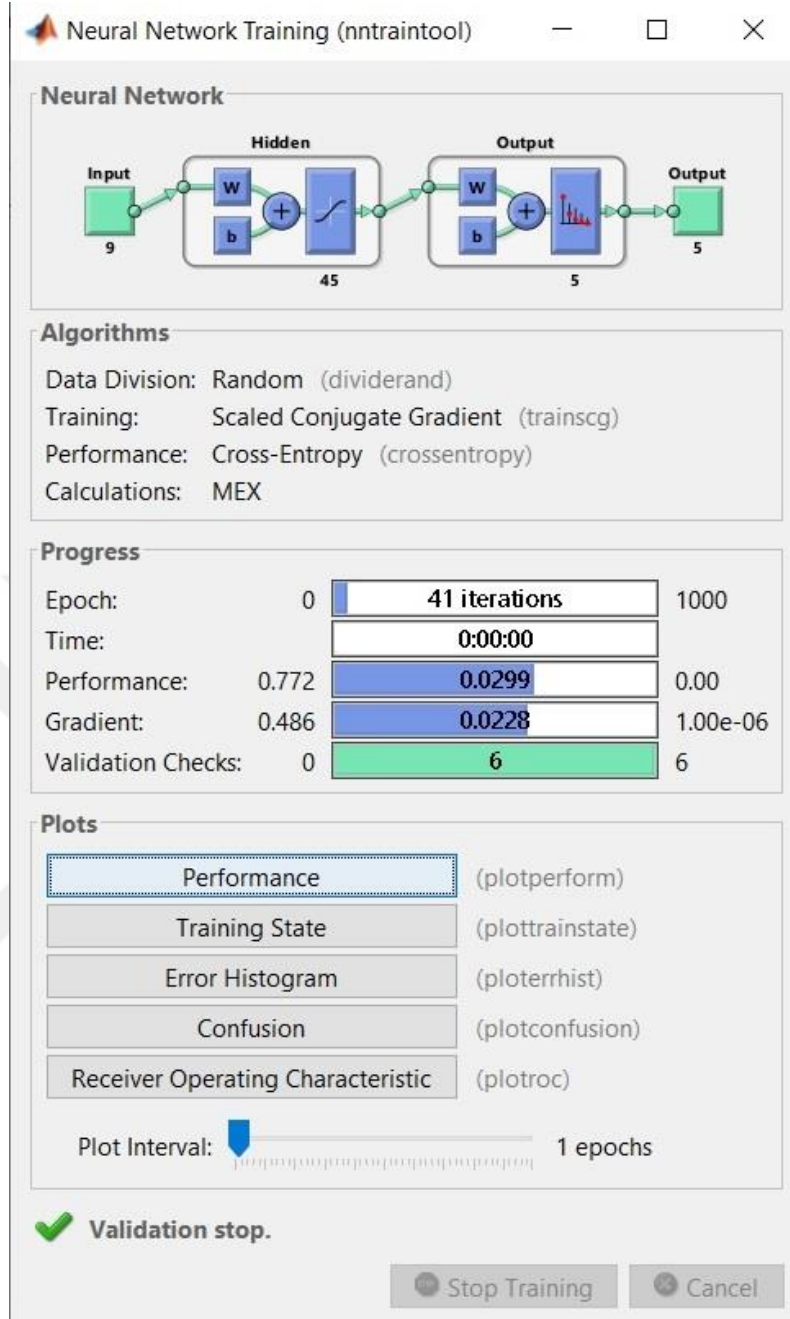 Neural Network Training (nntraintool)
Neural Network
Hidden
Output
Input
Output
W
W
b
b
9
5
45
5
Algorithms
Data Division: Random (dividerand)
Training: Scaled Conjugate Gradient (trainscg)
Performance: Cross-Entropy (crossentropy)
Calculations: MEX
Progress
Epoch: 0 41 iterations 1000
Time: 0:00:00
Performance: 0.772 0.0299 0.00
Gradient: 0.486 0.0228 1.00e-06
Validation Checks: 0 6 6
Plots
Performance (plotperform)
Training State (plottrainstate)
Error Histogram (ploterrhist)
Confusion (plotconfusion)
Receiver Operating Characteristic (plotroc)
Plot Interval: 1 epochs
Validation stop.
Stop Training Cancel